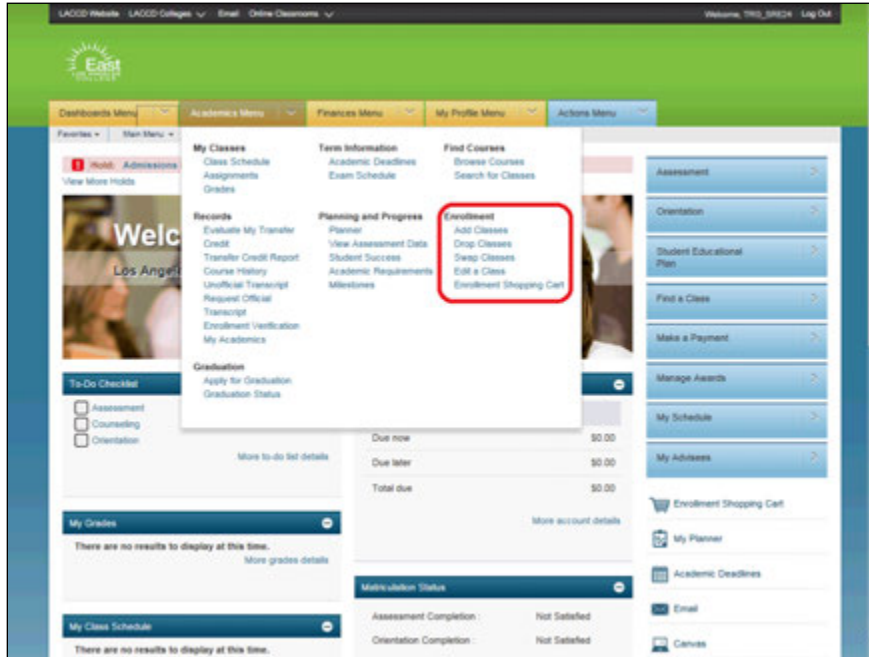 LACCD Website LACCD Colleges Email Online Classrooms Welcome, TRG_SRE24 Log Out
East
LOS ANGELES
COLLEGE
Dashboards Menu Academics Menu Finances Menu My Profile Menu Actions Menu
Favorites Main Menu
Hold: Admissions
View More Holds
My Classes
Class Schedule
Assignments
Grades
Term Information
Academic Deadlines
Exam Schedule
Find Courses
Browse Courses
Search for Classes
Records
Evaluate My Transfer
Credit
Transfer Credit Report
Course History
Unofficial Transcript
Request Official
Transcript
Enrollment Verification
My Academics
Planning and Progress
Planner
View Assessment Data
Student Success
Academic Requirements
Milestones
Enrollment
Add Classes
Drop Classes
Swap Classes
Edit a Class
Enrollment Shopping Cart
Graduation
Apply for Graduation
Graduation Status
Welc
Los Angel
To-Do Checklist
Assessment
Counseling
Orientation
More to-do list details
My Grades
There are no results to display at this time.
More grades details
My Class Schedule
There are no results to display at this time.
Due now $0.00
Due later $0.00
Total due $0.00
More account details
Matriculation Status
Assessment Completion : Not Satisfied
Orientation Completion : Not Satisfied
Assessment
Orientation
Student Educational
Plan
Find a Class
Make a Payment
Manage Awards
My Schedule
My Advisees
Enrollment Shopping Cart
My Planner
Academic Deadlines
Email
Canvas